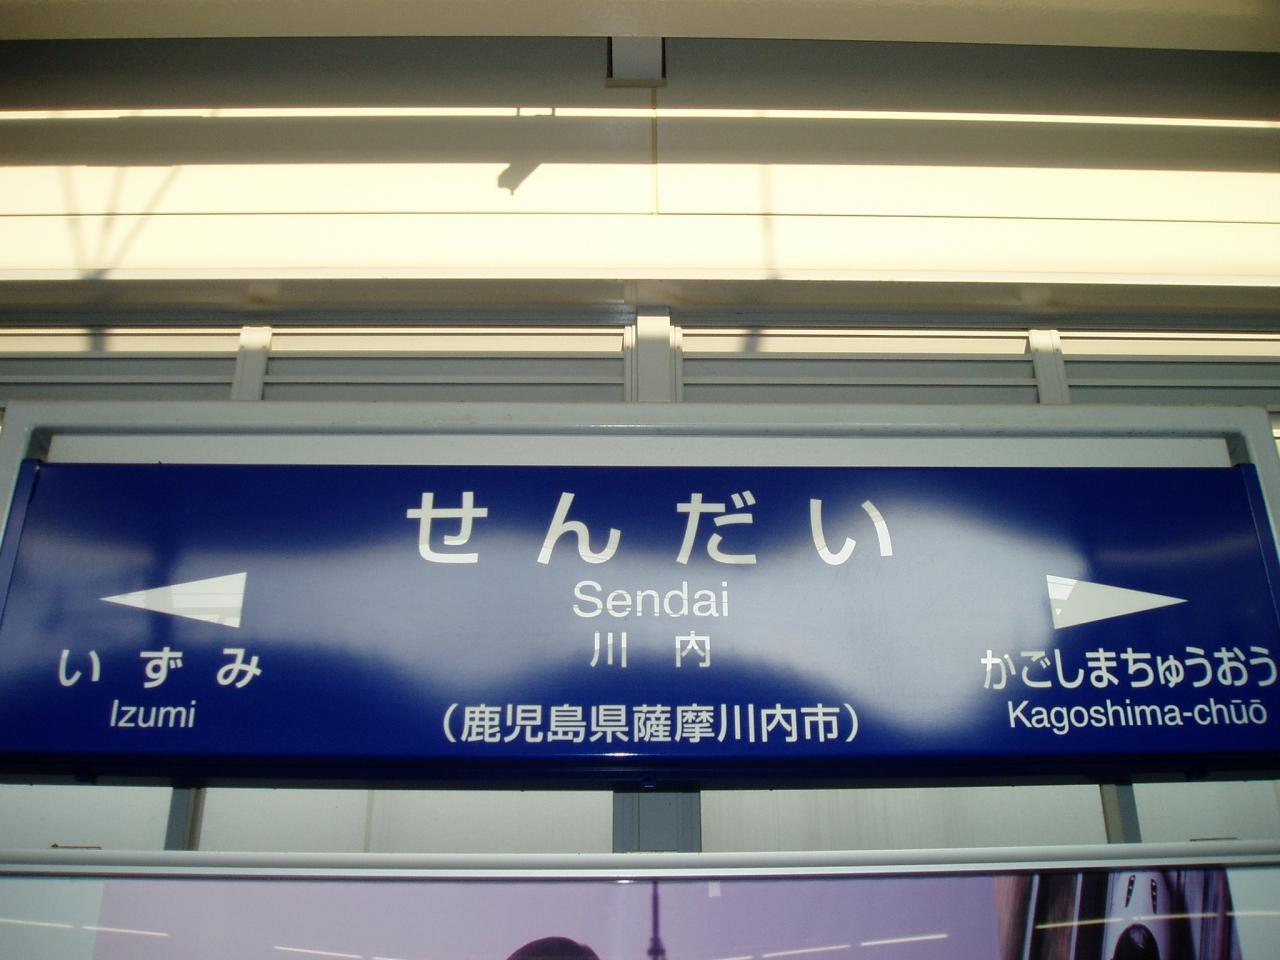 せんだい
Sendai
川内
いずみ
Izumi
かごしまちゅうおう
Kagoshima-chūō
（鹿児島県薩摩川内市）